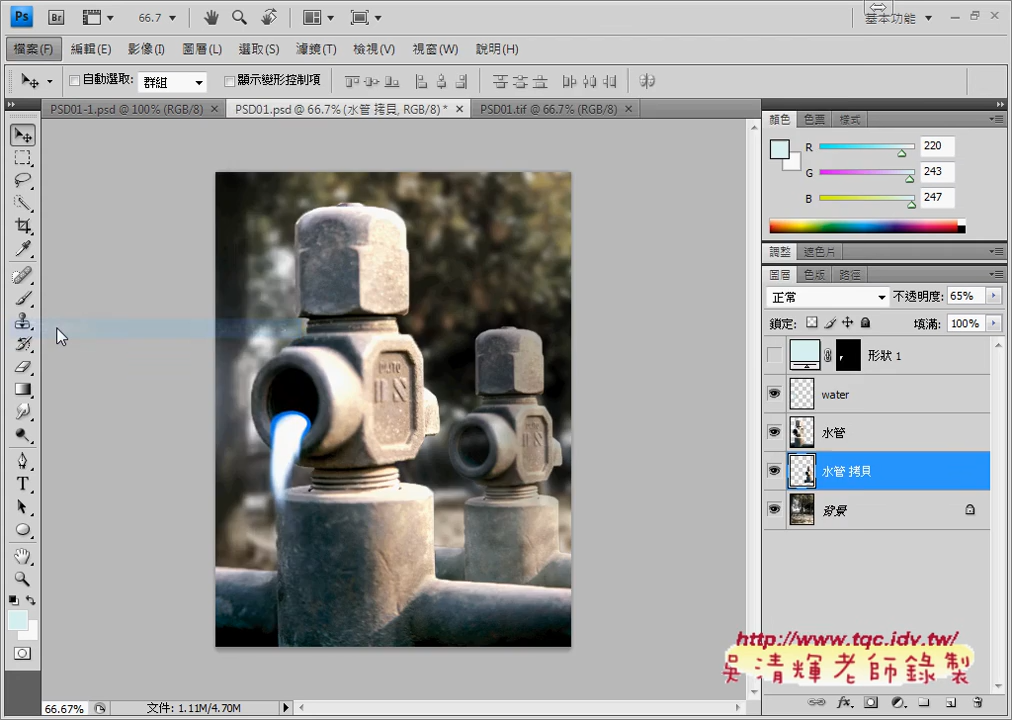 Ps Br 66.7 基本功能
檔案(F) 編輯(E) 影像(I) 圖層(L) 選取(S) 濾鏡(T) 檢視(V) 視窗(W) 說明(H)
自動選取: 群組 顯示變形控制項
PSD01-1.psd @ 100% (RGB/8) × PSD01.psd @ 66.7% (水管 拷貝, RGB/8) * × PSD01.tif @ 66.7% (RGB/8) ×
顏色 色票 樣式
R 220
G 243
B 247
調整 遮色片
圖層 色版 路徑
正常 不透明度: 65%
鎖定: 填滿: 100%
形狀 1
water
水管
水管 拷貝
背景
T
http://www.tqc.idv.tw/
吳清輝老師錄製
66.67% 文件: 1.11M/4.70M
fx